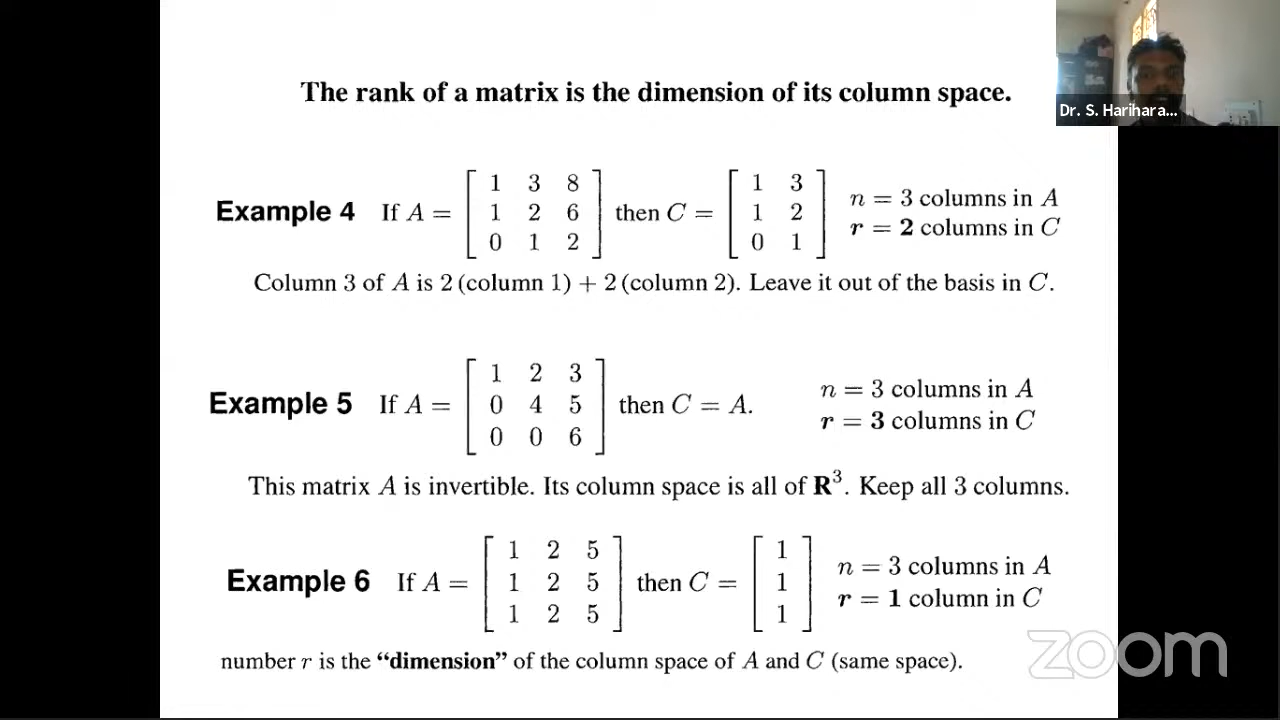 The rank of a matrix is the dimension of its column space.
Dr. S. Harihara...
Example 4 If A = [ 1 3 8 ; 1 2 6 ; 0 1 2 ] then C = [ 1 3 ; 1 2 ; 0 1 ] n = 3 columns in A
r = 2 columns in C
Column 3 of A is 2 (column 1) + 2 (column 2). Leave it out of the basis in C.
Example 5 If A = [ 1 2 3 ; 0 4 5 ; 0 0 6 ] then C = A. n = 3 columns in A
r = 3 columns in C
This matrix A is invertible. Its column space is all of R³. Keep all 3 columns.
Example 6 If A = [ 1 2 5 ; 1 2 5 ; 1 2 5 ] then C = [ 1 ; 1 ; 1 ] n = 3 columns in A
r = 1 column in C
number r is the “dimension” of the column space of A and C (same space).
zoom